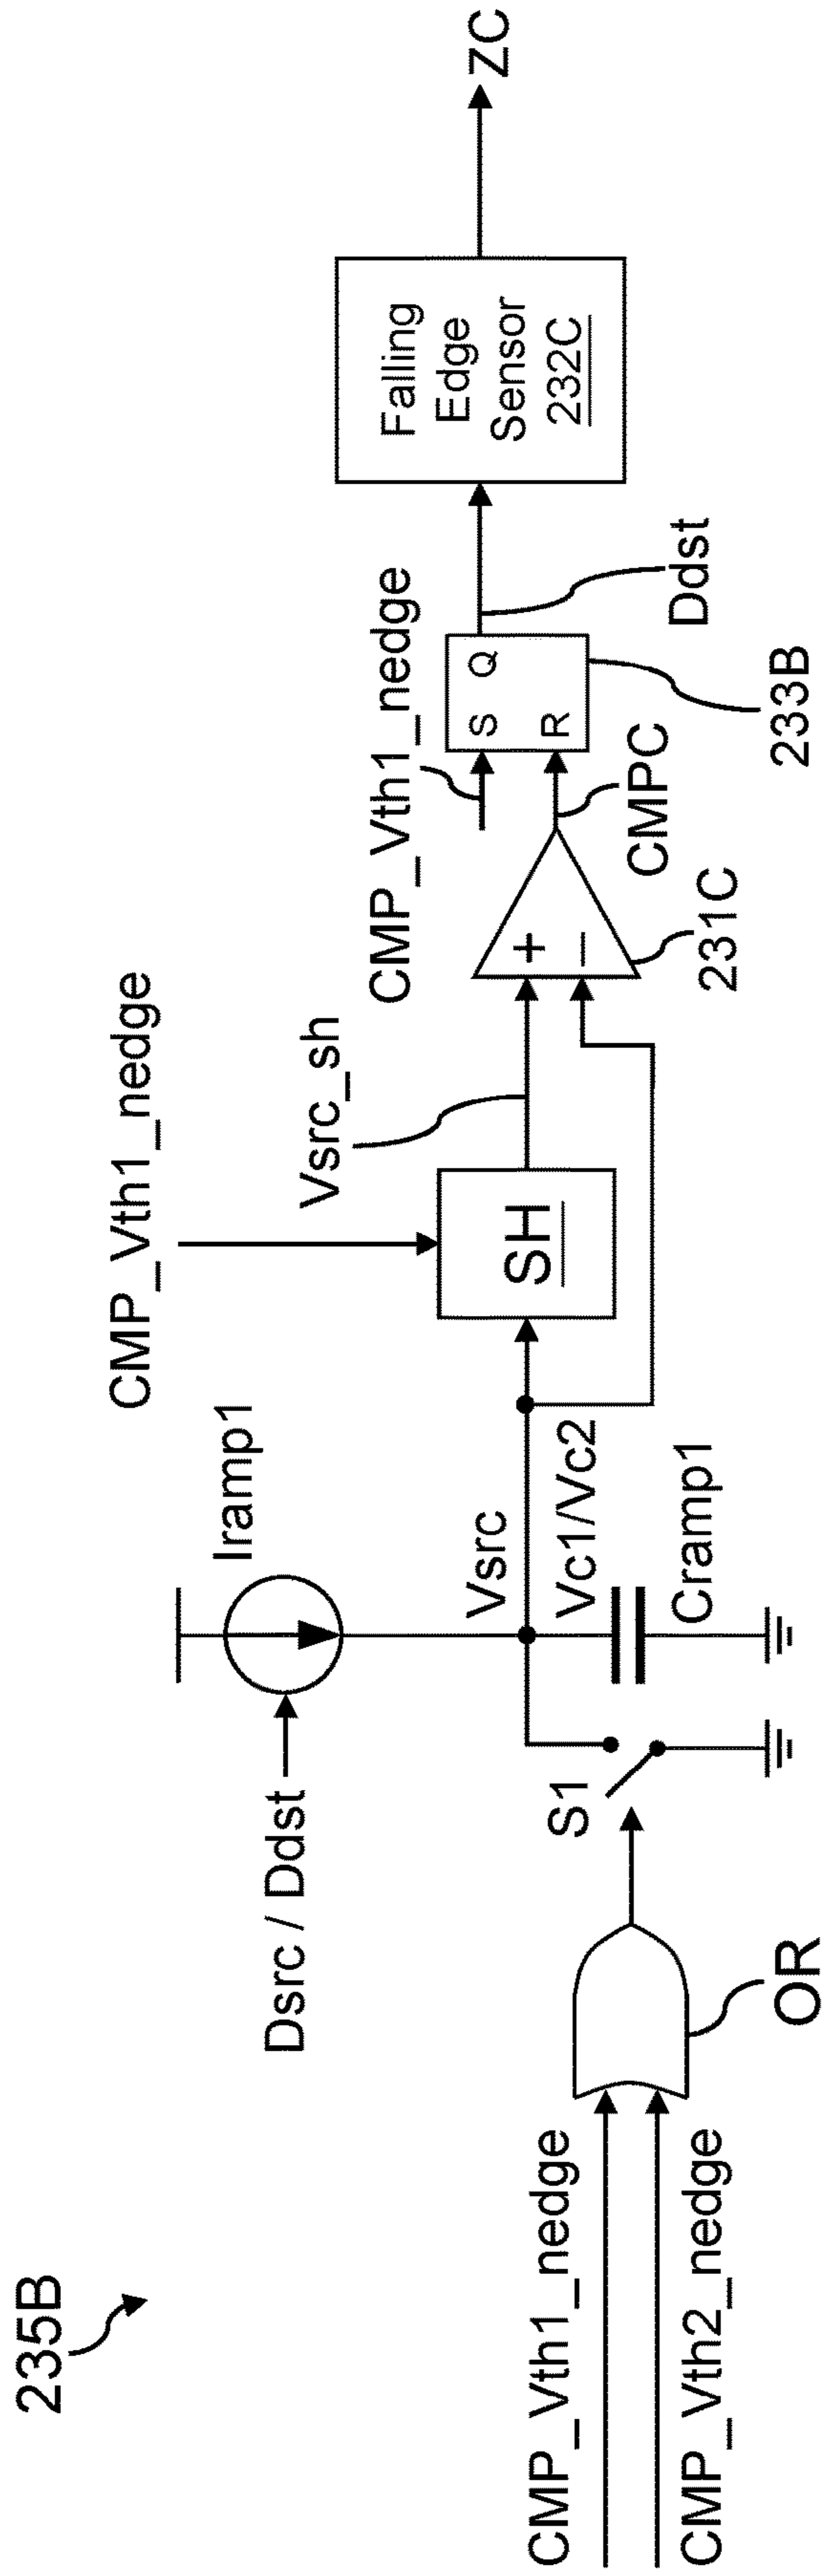 235B
CMP_Vth1_nedge
CMP_Vth2_nedge
OR
S1
Dsrc / Ddst
Iramp1
Vsrc
Vc1/Vc2
Cramp1
CMP_Vth1_nedge
SH
Vsrc_sh
+
−
231C
CMPC
CMP_Vth1_nedge
S Q
R
233B
Ddst
Falling
Edge
Sensor
232C
ZC